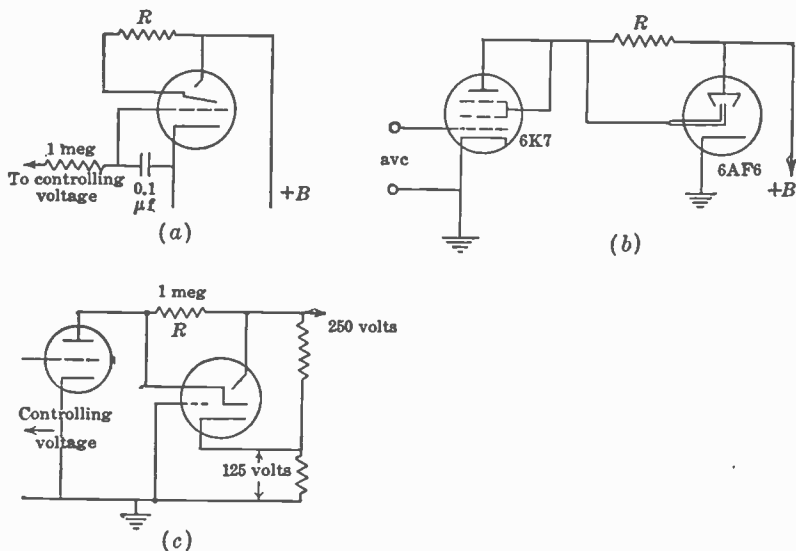 R
1 meg
To controlling
voltage
0.1
μf
+B
(a)
R
6K7
avc
6AF6
+B
(b)
1 meg
R
250 volts
Controlling
voltage
125 volts
(c)